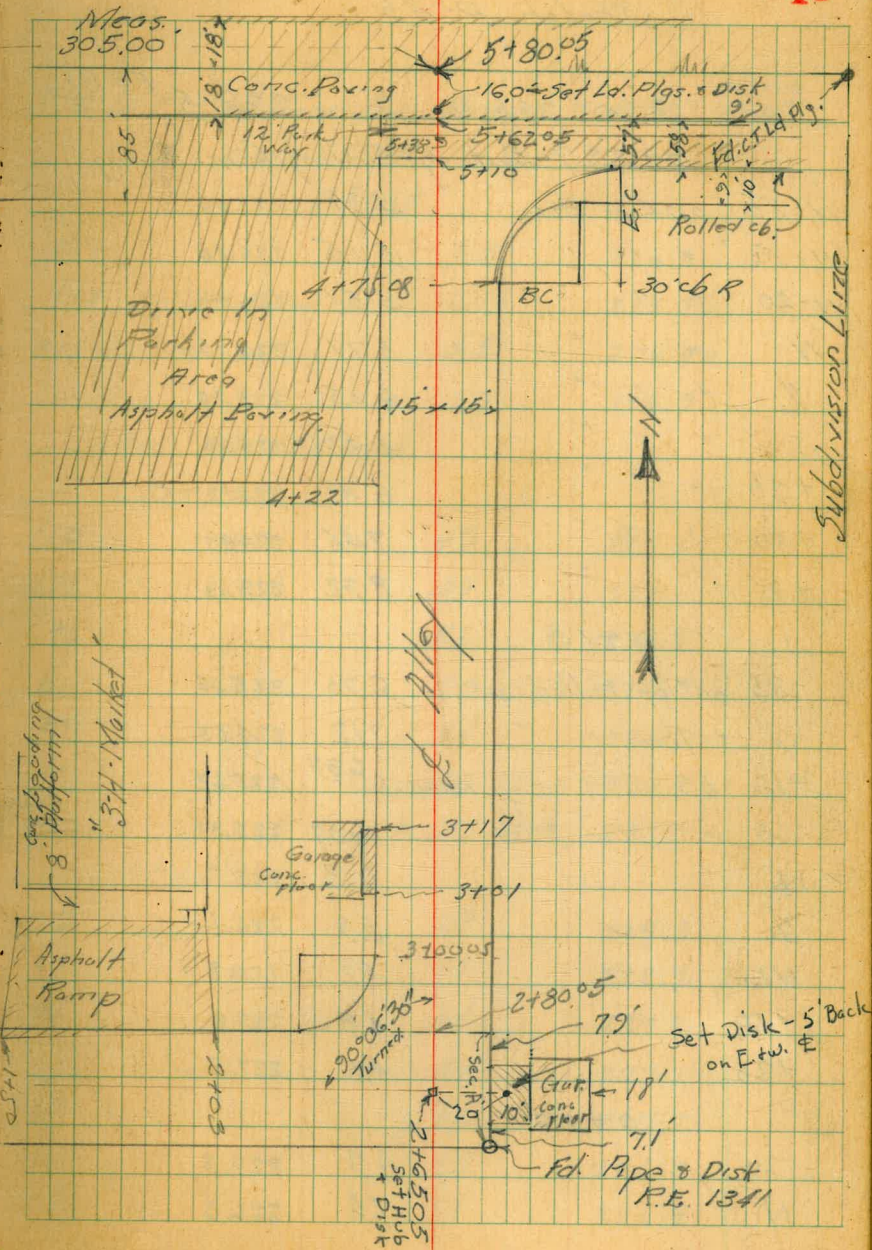 Meas.
305.00'
18' 18'
5+80.05
Conc. Paving
16.0' Set Ld. Plgs. & Disk
9'
Fd. C.T. Ld Plg.
85'
12' Park
way
5+38.5
5+62.05
57'
58'
5+10
9'
10'
E.C
Rolled cb.
4+75.08
BC
30' cb R
Drive In
Parking
Area
Asphalt Paving
15' 15'
N
Subdivision Line
4+22
Alley
"3-H-Market"
Conc. Loading
8' Platform
3+17
Garage
Conc.
floor
3+01
3+00.05
Asphalt
Ramp
2+80.05
90°06'30"
Turned
7.9'
Set Disk - 5' Back
on E.+w. ₵
Gar.
Conc
floor
18'
10'
20
1+50
2+03
7.1'
2+65.05
Set Hub
+ Disk
Fd. Pipe & Disk
R.E. 1341